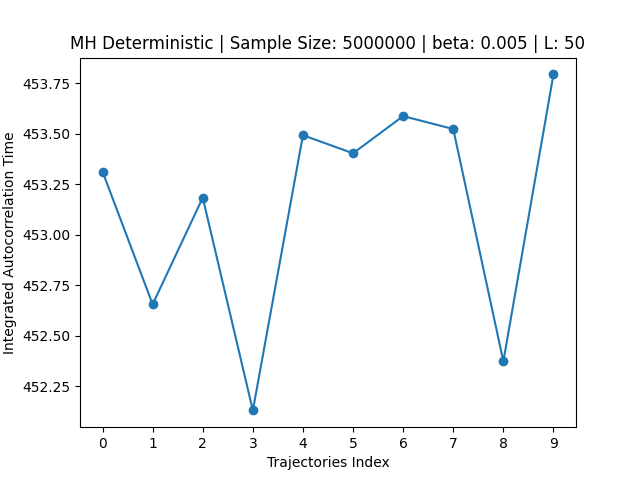 MH Deterministic | Sample Size: 5000000 | beta: 0.005 | L: 50
Integrated Autocorrelation Time
453.75
453.50
453.25
453.00
452.75
452.50
452.25
0 1 2 3 4 5 6 7 8 9
Trajectories Index